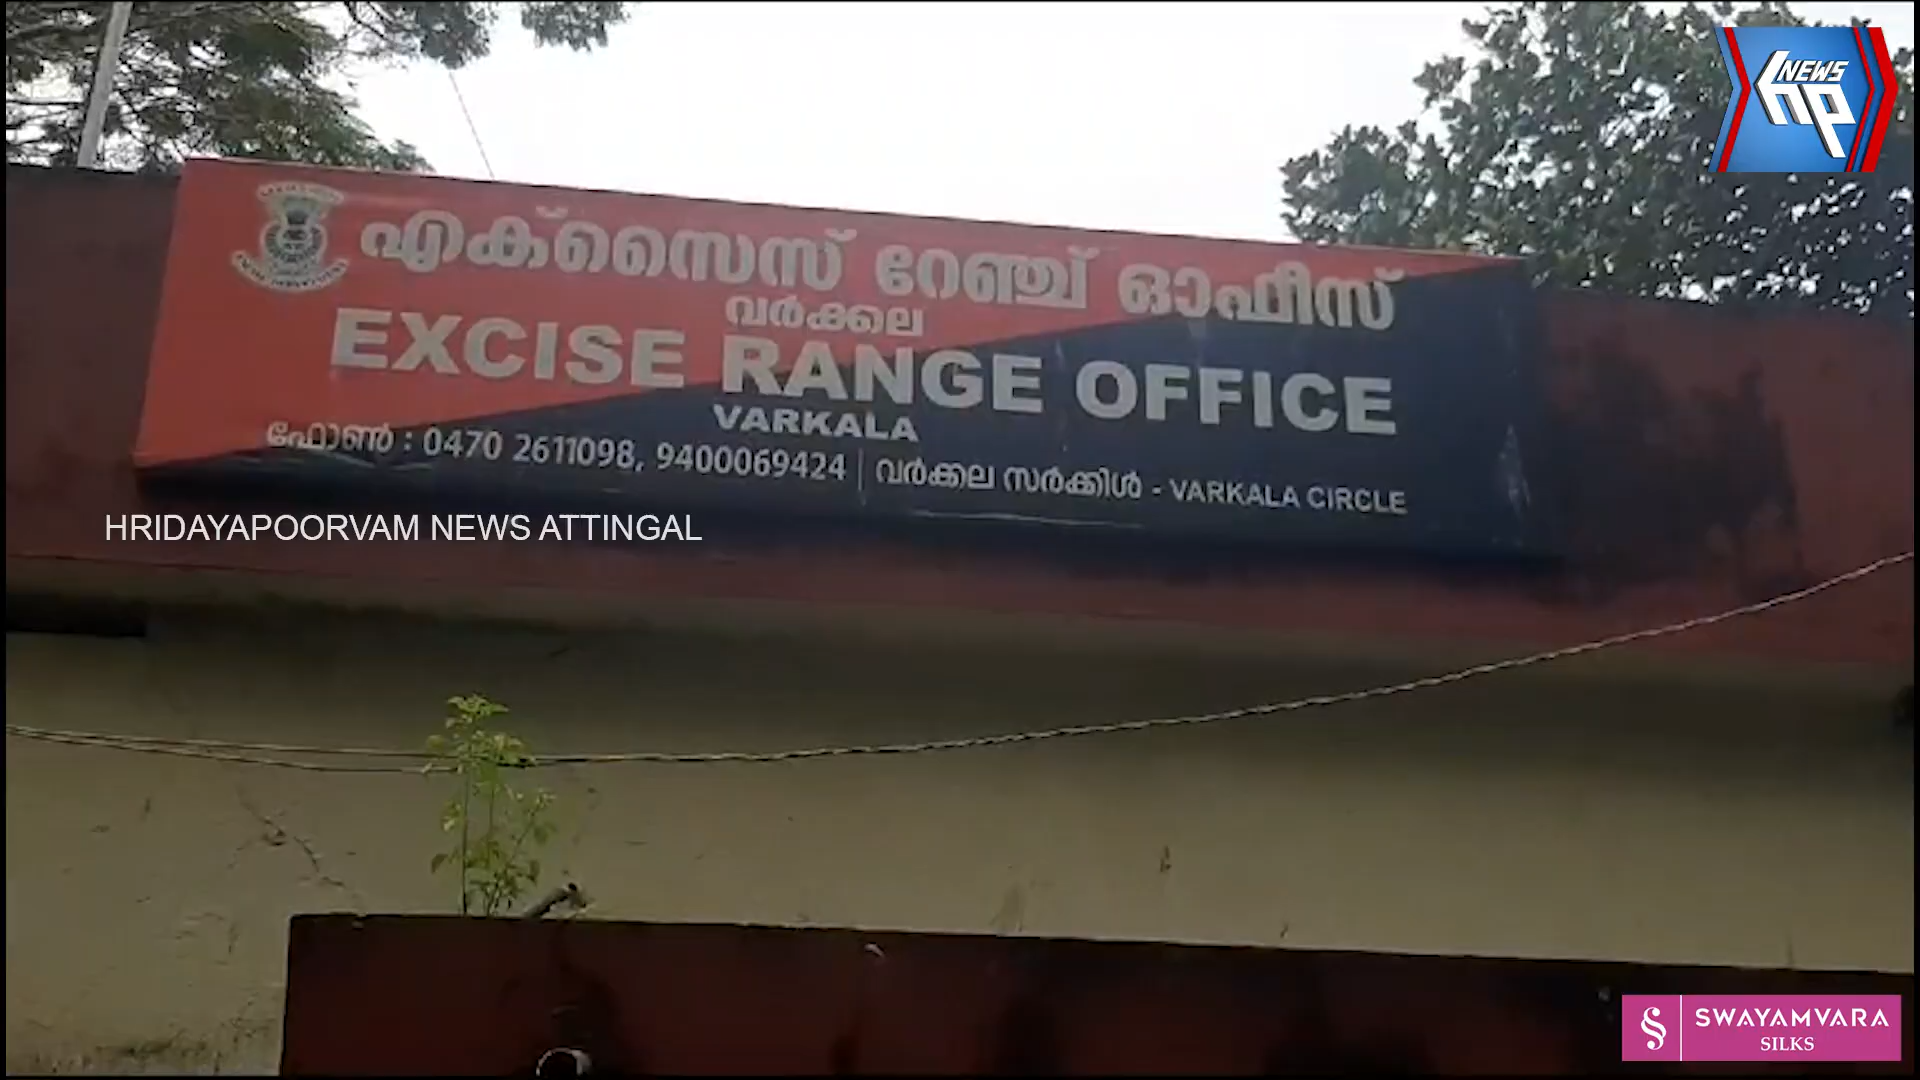 NEWS
hp
എക്സൈസ് റേഞ്ച് ഓഫീസ്
വർക്കല
EXCISE RANGE OFFICE
VARKALA
ഫോൺ : 0470 2611098, 9400069424 | വർക്കല സർക്കിൾ - VARKALA CIRCLE
HRIDAYAPOORVAM NEWS ATTINGAL
SWAYAMVARA
SILKS